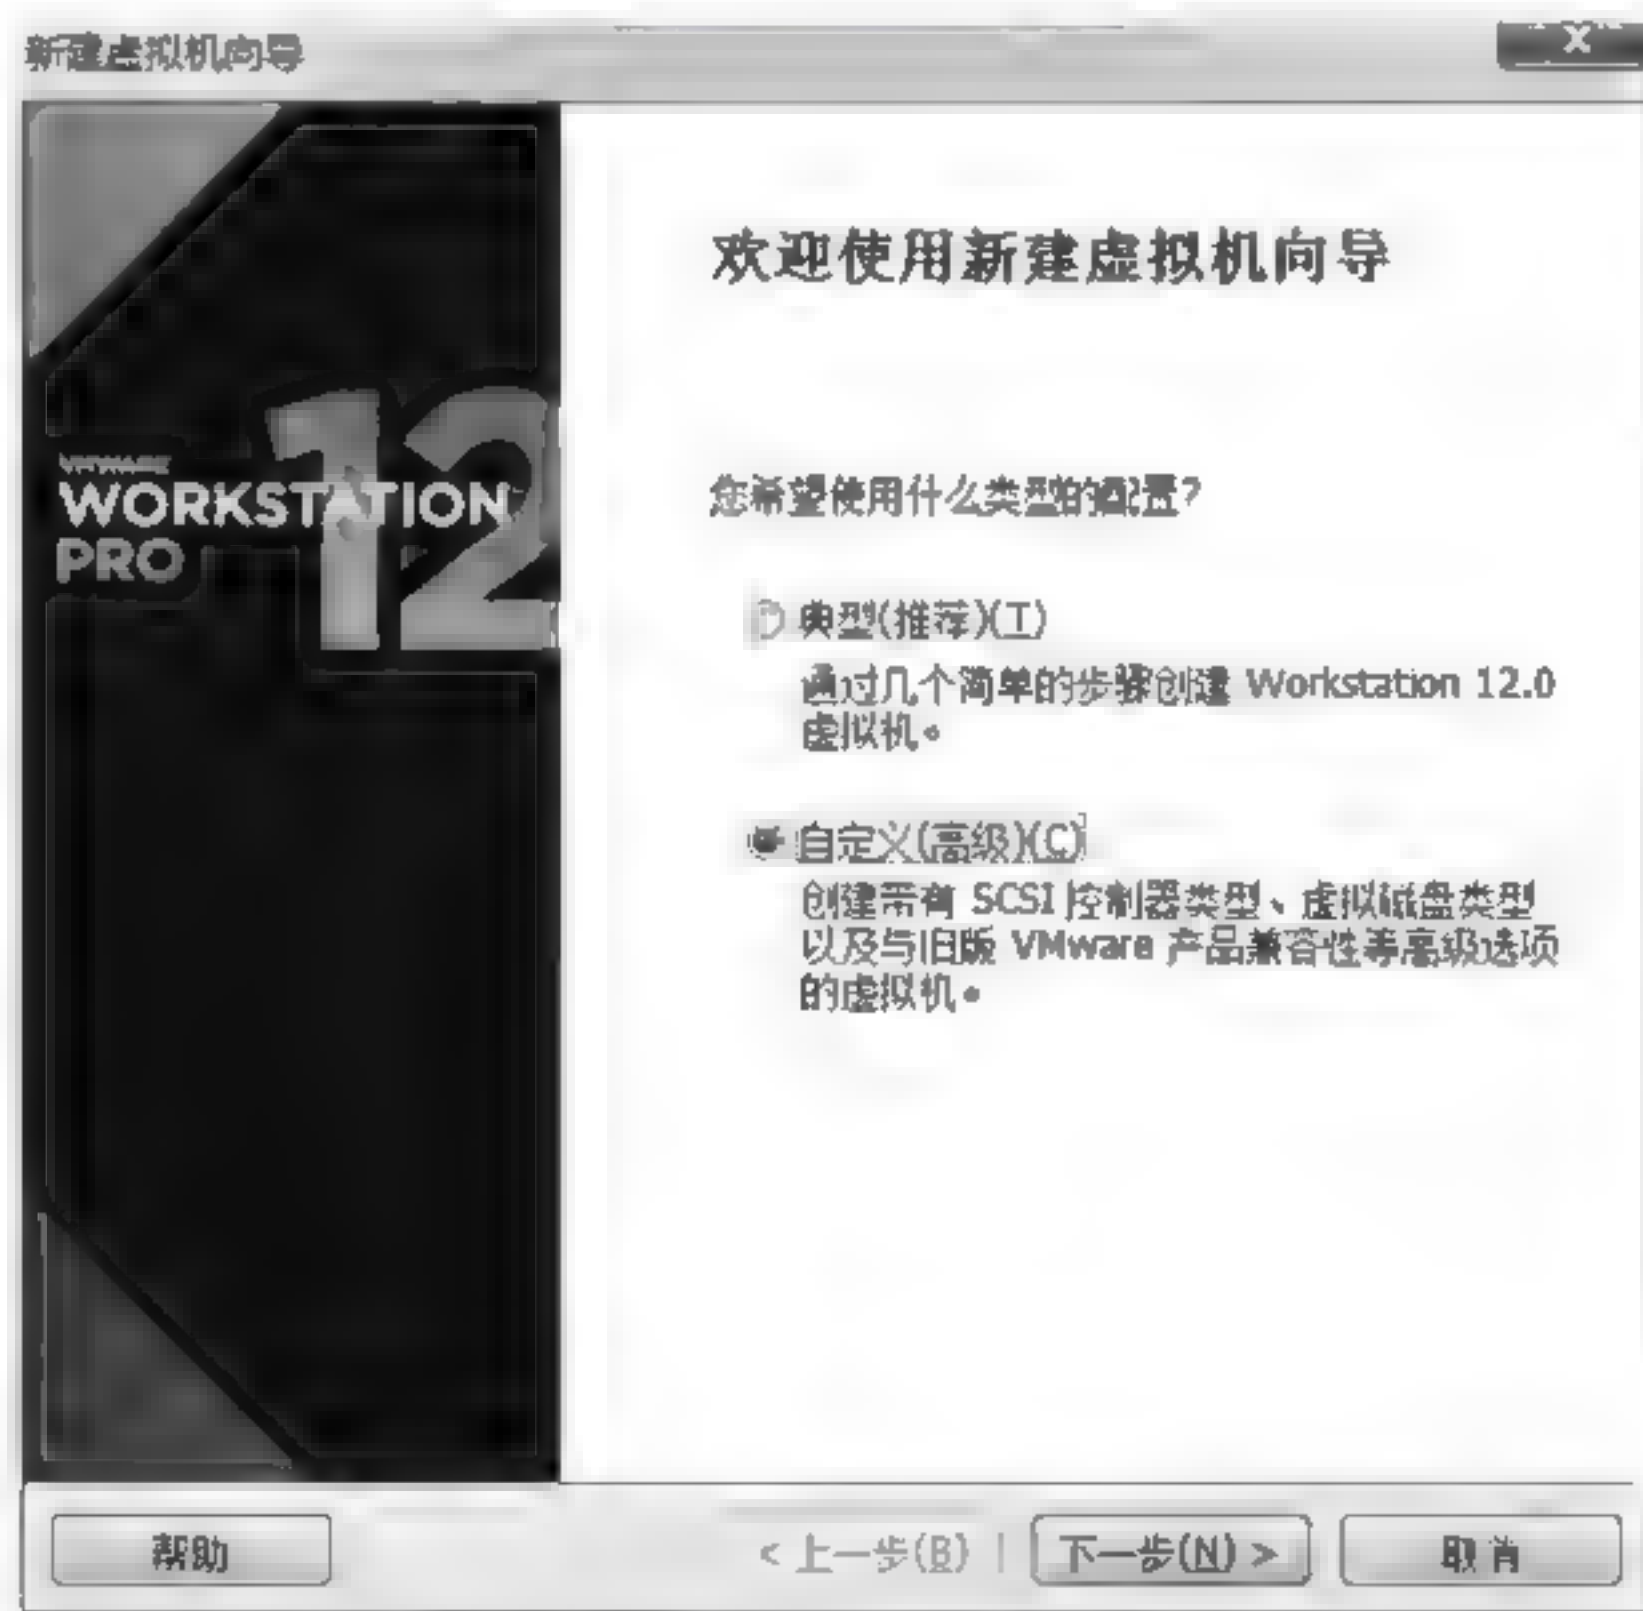 新建虚拟机向导
X
VMWARE
WORKSTATION
PRO
12
欢迎使用新建虚拟机向导
您希望使用什么类型的配置?
典型(推荐)(T)
通过几个简单的步骤创建 Workstation 12.0
虚拟机。
自定义(高级)(C)
创建带有 SCSI 控制器类型、虚拟磁盘类型
以及与旧版 VMware 产品兼容性等高级选项
的虚拟机。
帮助
< 上一步(B)
下一步(N) >
取消